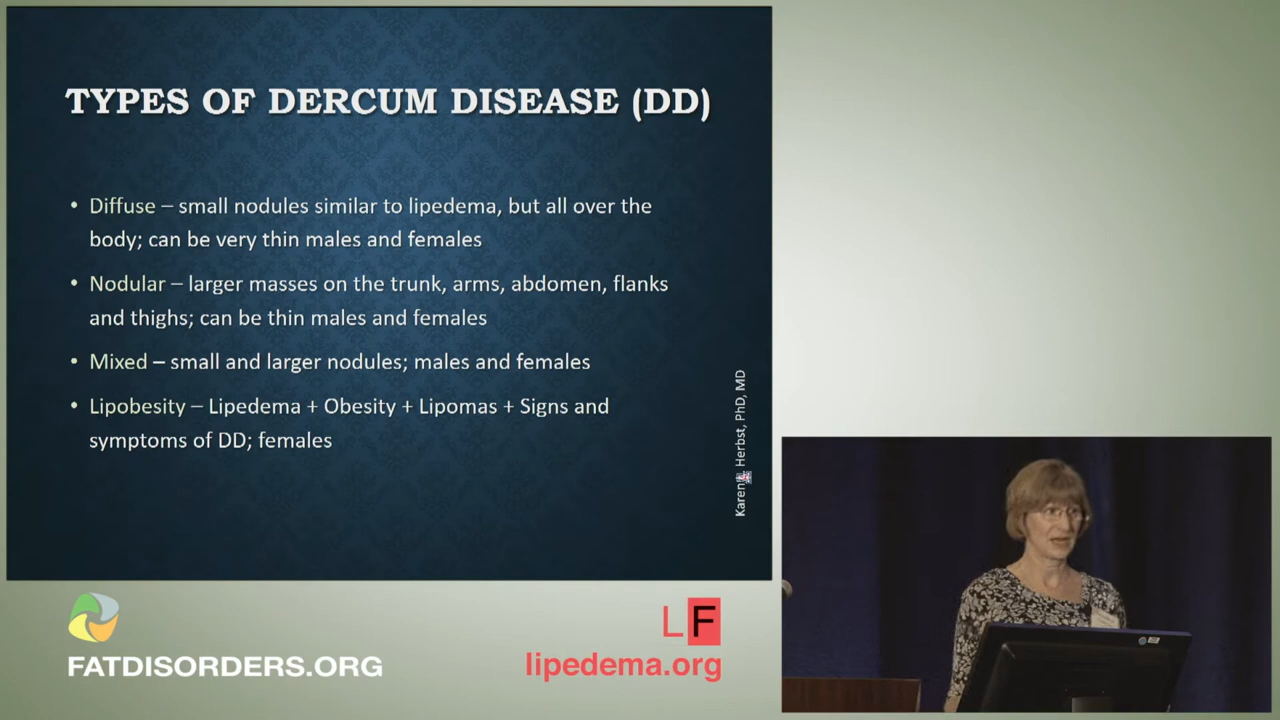 TYPES OF DERCUM DISEASE (DD)
• Diffuse – small nodules similar to lipedema, but all over the
body; can be very thin males and females
• Nodular – larger masses on the trunk, arms, abdomen, flanks
and thighs; can be thin males and females
• Mixed – small and larger nodules; males and females
• Lipobesity – Lipedema + Obesity + Lipomas + Signs and
symptoms of DD; females
Karen Herbst, PhD, MD
FATDISORDERS.ORG
LF
lipedema.org